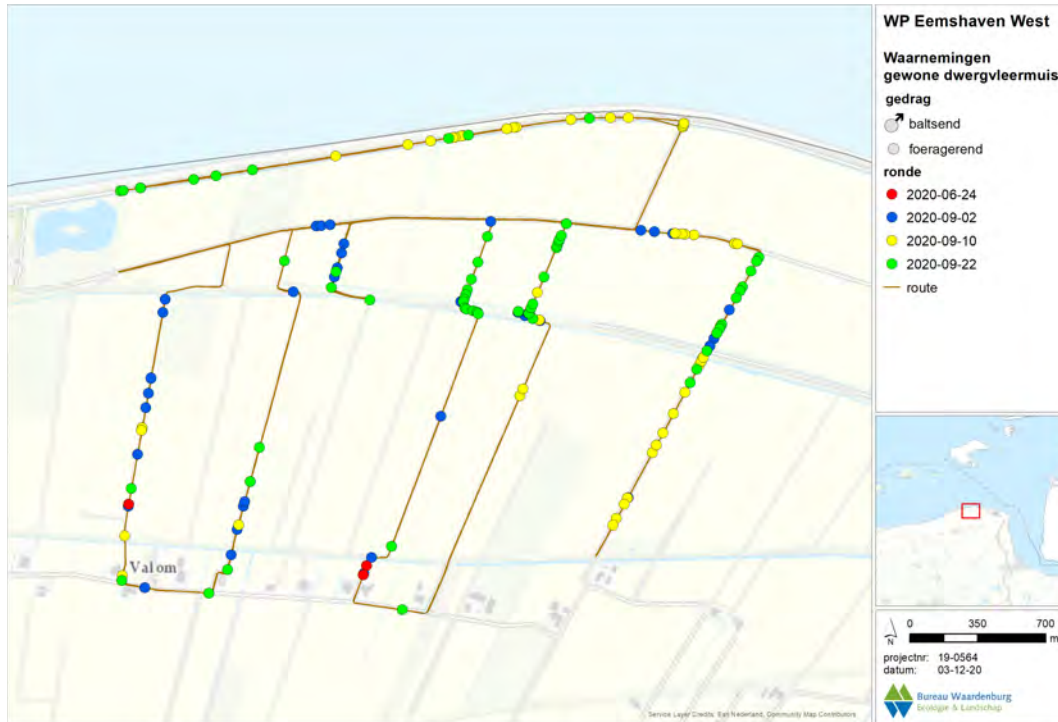 WP Eemshaven West
Waarnemingen
gewone dwergvleermuis
gedrag
baltsend
foeragerend
ronde
2020-06-24
2020-09-02
2020-09-10
2020-09-22
route
Valom
0 350 700
m
N
projectnr: 19-0564
datum: 03-12-20
Bureau Waardenburg
Ecologie & Landschap
Service Layer Credits: Esri Nederland, Community Map Contributors